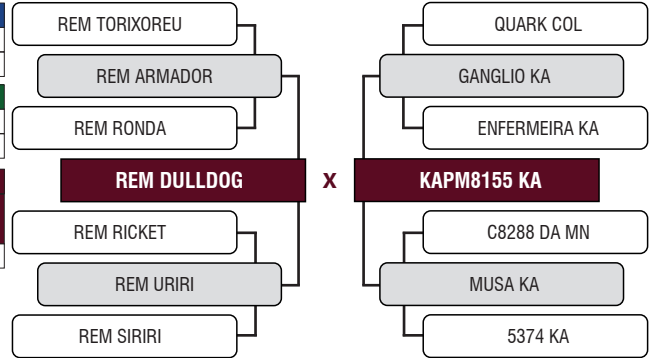 REM TORIXOREU
QUARK COL
REM ARMADOR
GANGLIO KA
REM RONDA
ENFERMEIRA KA
REM DULLDOG
X
KAPM8155 KA
REM RICKET
C8288 DA MN
REM URIRI
MUSA KA
REM SIRIRI
5374 KA